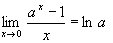 lim x→0 (a^x − 1)/x = ln a